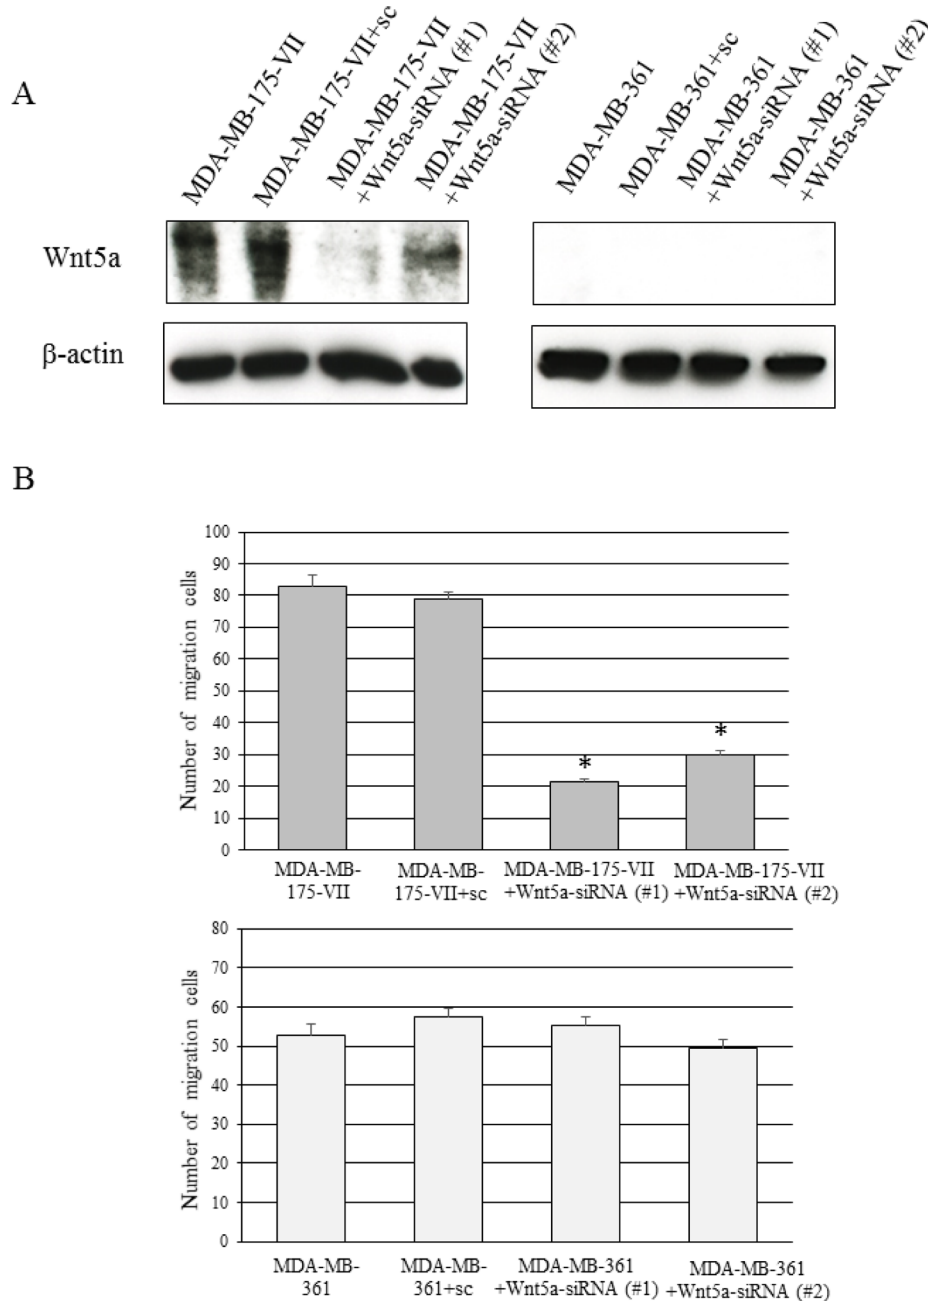 A
MDA-MB-175-VII
MDA-MB-175-VII+sc
MDA-MB-175-VII
+Wnt5a-siRNA (#1)
MDA-MB-175-VII
+Wnt5a-siRNA (#2)
MDA-MB-361
MDA-MB-361+sc
MDA-MB-361
+Wnt5a-siRNA (#1)
MDA-MB-361
+Wnt5a-siRNA (#2)
Wnt5a
β-actin
B
Number of migration cells
100
90
80
70
60
50
40
30
20
10
0
*
*
MDA-MB-
175-VII
MDA-MB-
175-VII+sc
MDA-MB-175-VII
+Wnt5a-siRNA (#1)
MDA-MB-175-VII
+Wnt5a-siRNA (#2)
Number of migration cells
80
70
60
50
40
30
20
10
0
MDA-MB-
361
MDA-MB-
361+sc
MDA-MB-361
+Wnt5a-siRNA (#1)
MDA-MB-361
+Wnt5a-siRNA (#2)